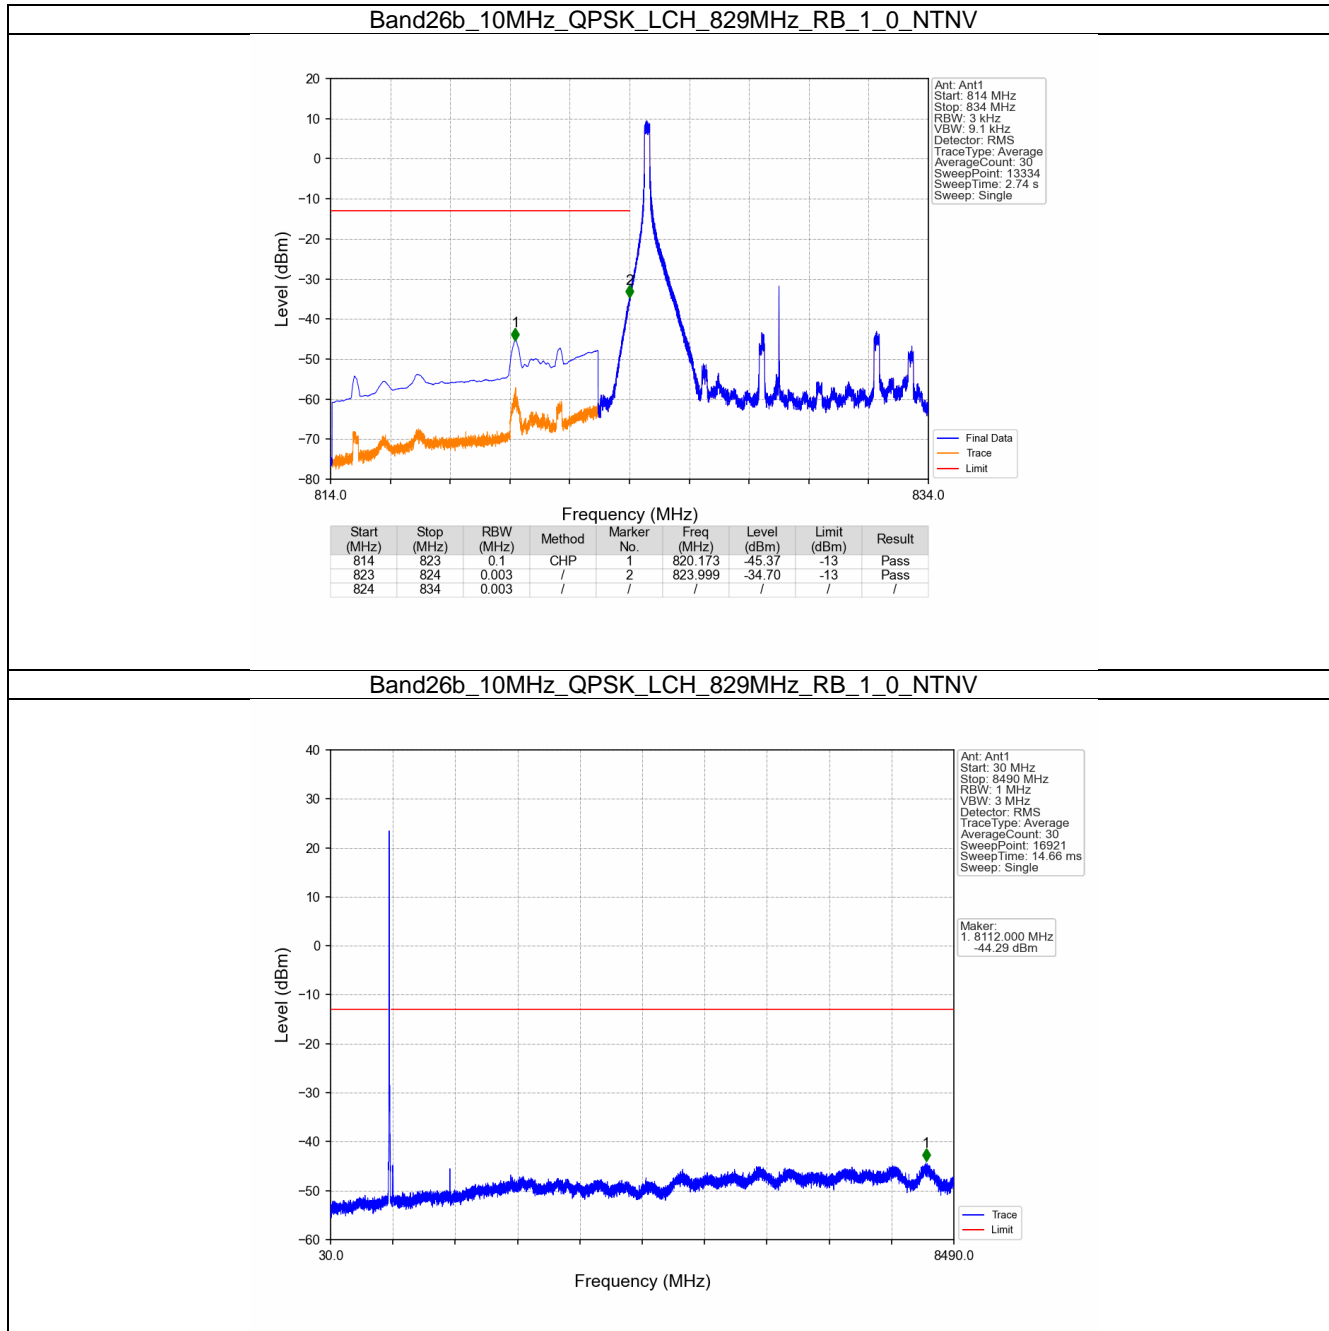 Band26b_10MHz_QPSK_LCH_829MHz_RB_1_0_NTNV
20
10
0
−10
−20
−30
−40
−50
−60
−70
−80
Level (dBm)
1
2
814.0
834.0
Frequency (MHz)
Ant: Ant1
Start: 814 MHz
Stop: 834 MHz
RBW: 3 kHz
VBW: 9.1 kHz
Detector: RMS
TraceType: Average
AverageCount: 30
SweepPoint: 13334
SweepTime: 2.74 s
Sweep: Single
Final Data
Trace
Limit
Start (MHz) Stop (MHz) RBW (MHz) Method Marker No. Freq (MHz) Level (dBm) Limit (dBm) Result
814 823 0.1 CHP 1 820.173 -45.37 -13 Pass
823 824 0.003 / 2 823.999 -34.70 -13 Pass
824 834 0.003 / / / / / /
Band26b_10MHz_QPSK_LCH_829MHz_RB_1_0_NTNV
40
30
20
10
0
−10
−20
−30
−40
−50
−60
Level (dBm)
1
30.0
8490.0
Frequency (MHz)
Ant: Ant1
Start: 30 MHz
Stop: 8490 MHz
RBW: 1 MHz
VBW: 3 MHz
Detector: RMS
TraceType: Average
AverageCount: 30
SweepPoint: 16921
SweepTime: 14.66 ms
Sweep: Single
Maker:
1. 8112.000 MHz
-44.29 dBm
Trace
Limit